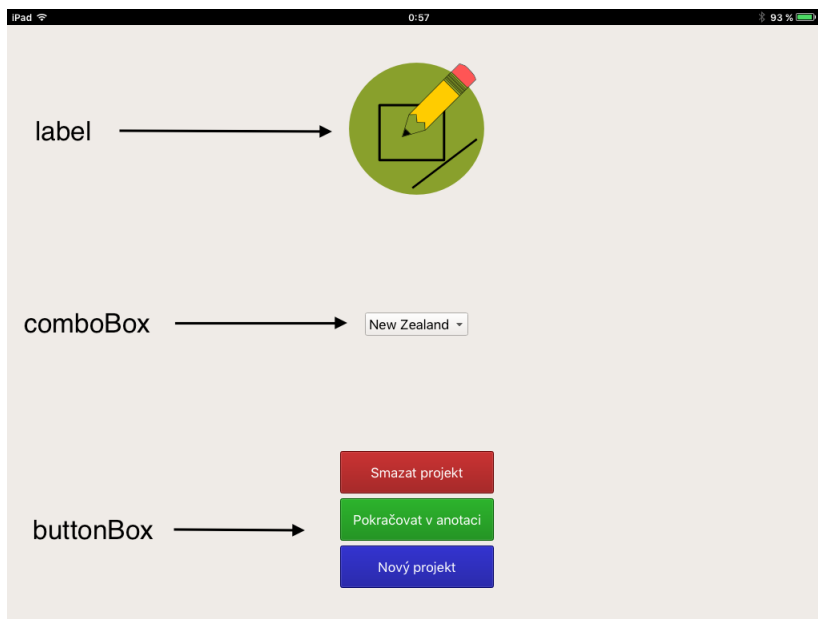 iPad 0:57 93 %
label
comboBox
New Zealand
Smazat projekt
Pokračovat v anotaci
buttonBox
Nový projekt